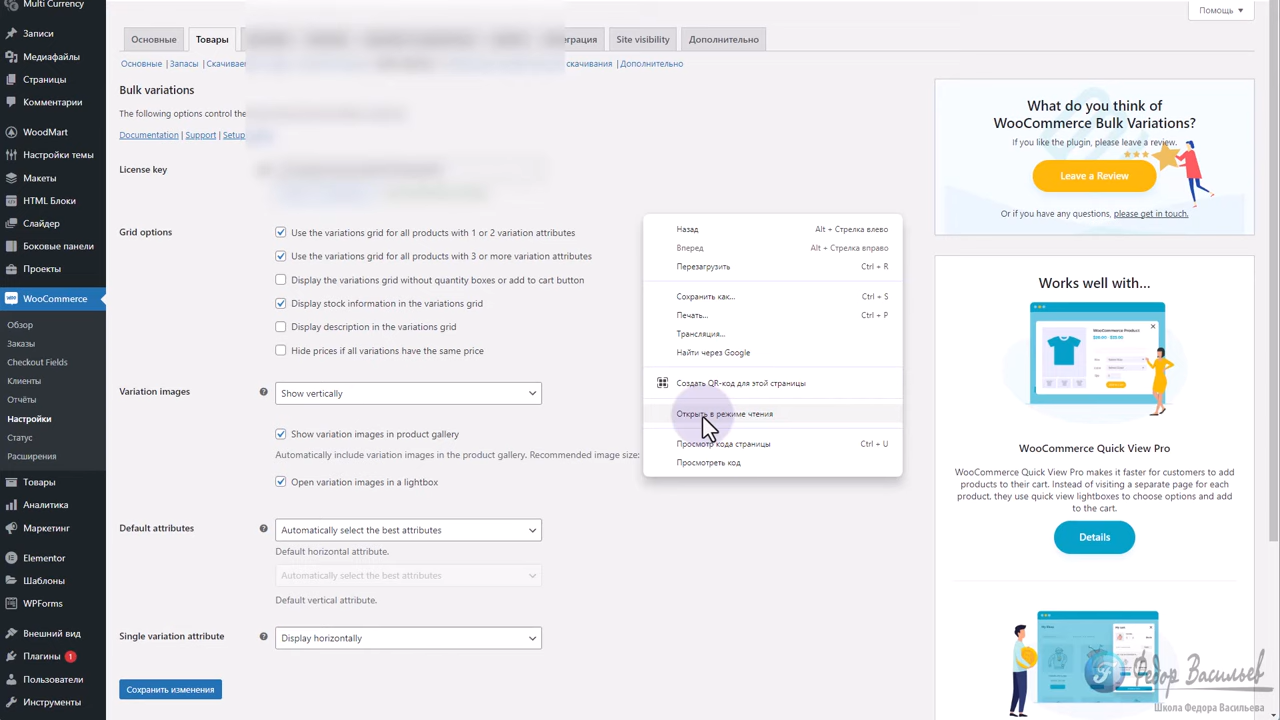 Multi Currency
Записи
Медиафайлы
Страницы
Комментарии
WoodMart
Настройки темы
Макеты
HTML Блоки
Слайдер
Боковые панели
Проекты
WooCommerce
Обзор
Заказы
Checkout Fields
Клиенты
Отчёты
Настройки
Статус
Расширения
Товары
Аналитика
Маркетинг
Elementor
Шаблоны
WPForms
Внешний вид
Плагины 1
Пользователи
Инструменты
Помощь
Основные
Товары
Site visibility
Дополнительно
Основные | Запасы | скачивания | Дополнительно
Bulk variations
The following options control the
Documentation | Support | Setup
License key
Grid options
Use the variations grid for all products with 1 or 2 variation attributes
Use the variations grid for all products with 3 or more variation attributes
Display the variations grid without quantity boxes or add to cart button
Display stock information in the variations grid
Display description in the variations grid
Hide prices if all variations have the same price
Variation images
Show vertically
Show variation images in product gallery
Automatically include variation images in the product gallery. Recommended image size:
Open variation images in a lightbox
Default attributes
Automatically select the best attributes
Default horizontal attribute.
Automatically select the best attributes
Default vertical attribute.
Single variation attribute
Display horizontally
Сохранить изменения
Назад Alt + Стрелка влево
Вперед Alt + Стрелка вправо
Перезагрузить Ctrl + R
Сохранить как... Ctrl + S
Печать... Ctrl + P
Трансляция...
Найти через Google
Создать QR-код для этой страницы
Открыть в режиме чтения
Просмотр кода страницы Ctrl + U
Просмотреть код
What do you think of
WooCommerce Bulk Variations?
If you like the plugin, please leave a review.
Leave a Review
Or if you have any questions, please get in touch.
Works well with...
WooCommerce Quick View Pro
WooCommerce Quick View Pro makes it faster for customers to add
products to their cart. Instead of visiting a separate page for each
product, they use quick view lightboxes to choose options and add
to the cart.
Details
Федор Васильев
Школа Федора Васильева